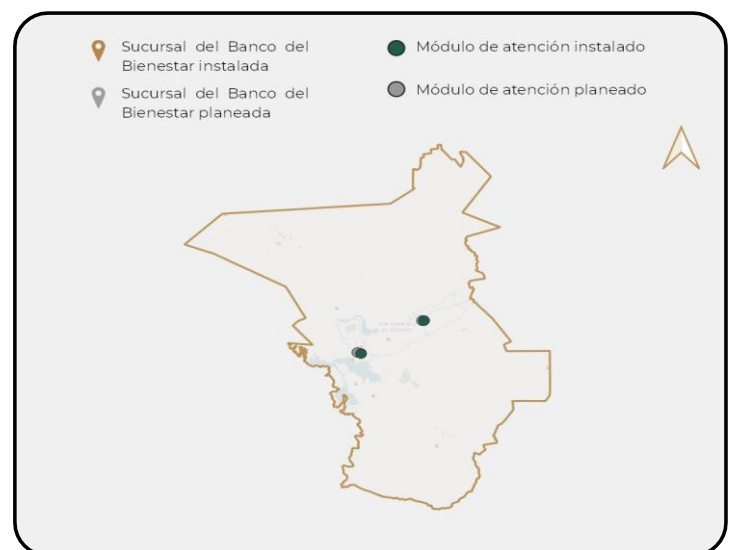 Sucursal del Banco del
Bienestar instalada
Sucursal del Banco del
Bienestar planeada
Módulo de atención instalado
Módulo de atención planeado